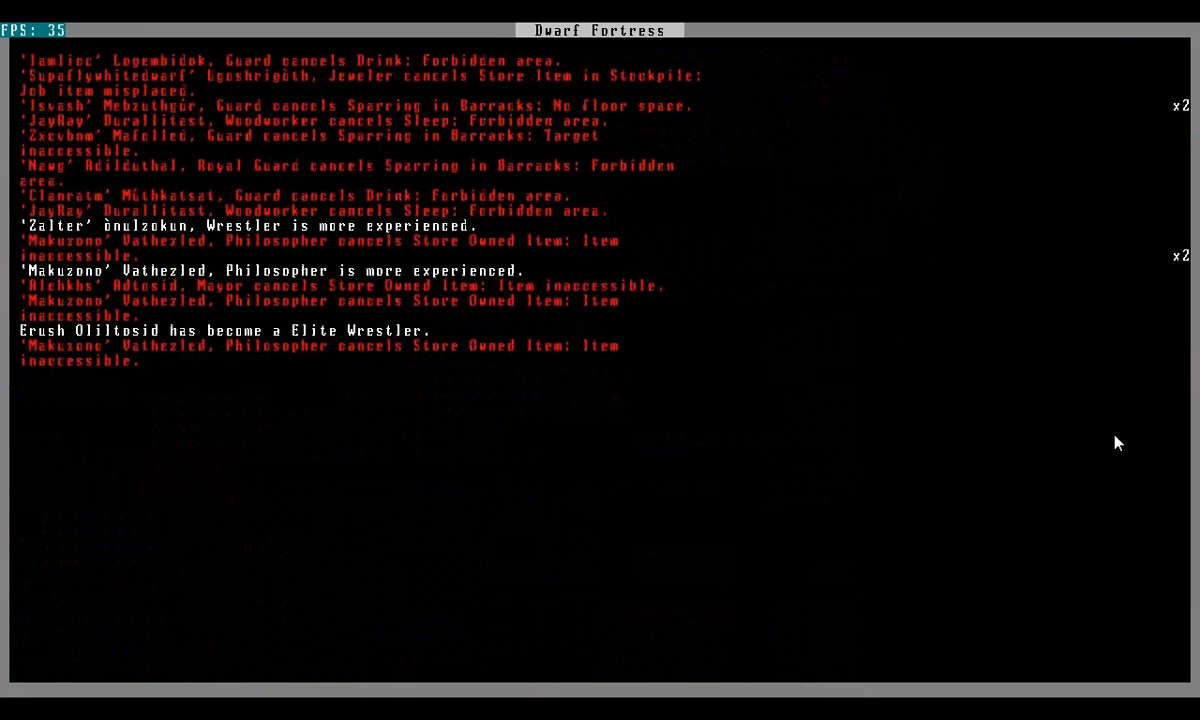 FPS: 35
Dwarf Fortress
'Iamlicc' Logembidok, Guard cancels Drink: Forbidden area.
'Supaflywhitedwarf' Ugoshrigòth, Jeweler cancels Store Item in Stockpile:
Job item misplaced.
'Isvash' Mebzuthgúr, Guard cancels Sparring in Barracks: No floor space. x2
'JayRay' Durallitast, Woodworker cancels Sleep: Forbidden area.
'Zxcvbnm' Mafolled, Guard cancels Sparring in Barracks: Target
inaccessible.
'Nawg' Adilduthal, Royal Guard cancels Sparring in Barracks: Forbidden
area.
'Clanratm' Múthkatsat, Guard cancels Drink: Forbidden area.
'JayRay' Durallitast, Woodworker cancels Sleep: Forbidden area.
'Zalter' ònulzokun, Wrestler is more experienced.
'Makuzono' Vathezled, Philosopher cancels Store Owned Item: Item
inaccessible. x2
'Makuzono' Vathezled, Philosopher is more experienced.
'Alehkhs' Adtosid, Mayor cancels Store Owned Item: Item inaccessible.
'Makuzono' Vathezled, Philosopher cancels Store Owned Item: Item
inaccessible.
Erush Oliltosid has become a Elite Wrestler.
'Makuzono' Vathezled, Philosopher cancels Store Owned Item: Item
inaccessible.